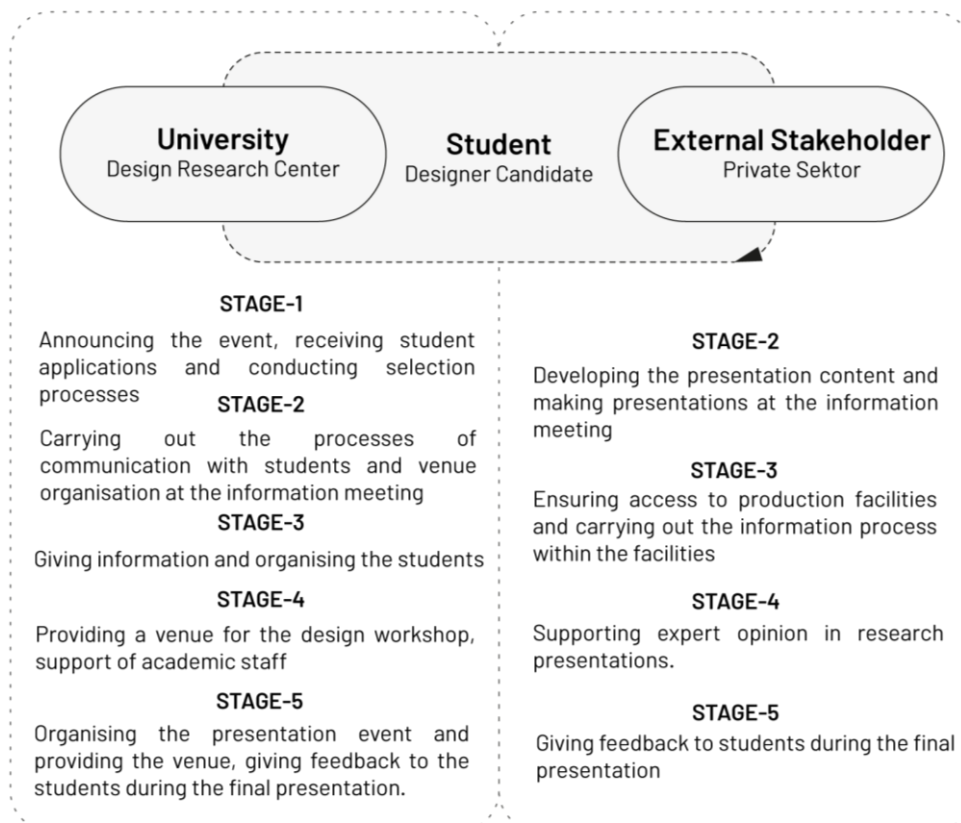 University
Design Research Center
Student
Designer Candidate
External Stakeholder
Private Sektor
STAGE-1
Announcing the event, receiving student
applications and conducting selection
processes
STAGE-2
Carrying out the processes of
communication with students and venue
organisation at the information meeting
STAGE-3
Giving information and organising the students
STAGE-4
Providing a venue for the design workshop,
support of academic staff
STAGE-5
Organising the presentation event and
providing the venue, giving feedback to the
students during the final presentation.
STAGE-2
Developing the presentation content and
making presentations at the information
meeting
STAGE-3
Ensuring access to production facilities
and carrying out the information process
within the facilities
STAGE-4
Supporting expert opinion in research
presentations.
STAGE-5
Giving feedback to students during the final
presentation